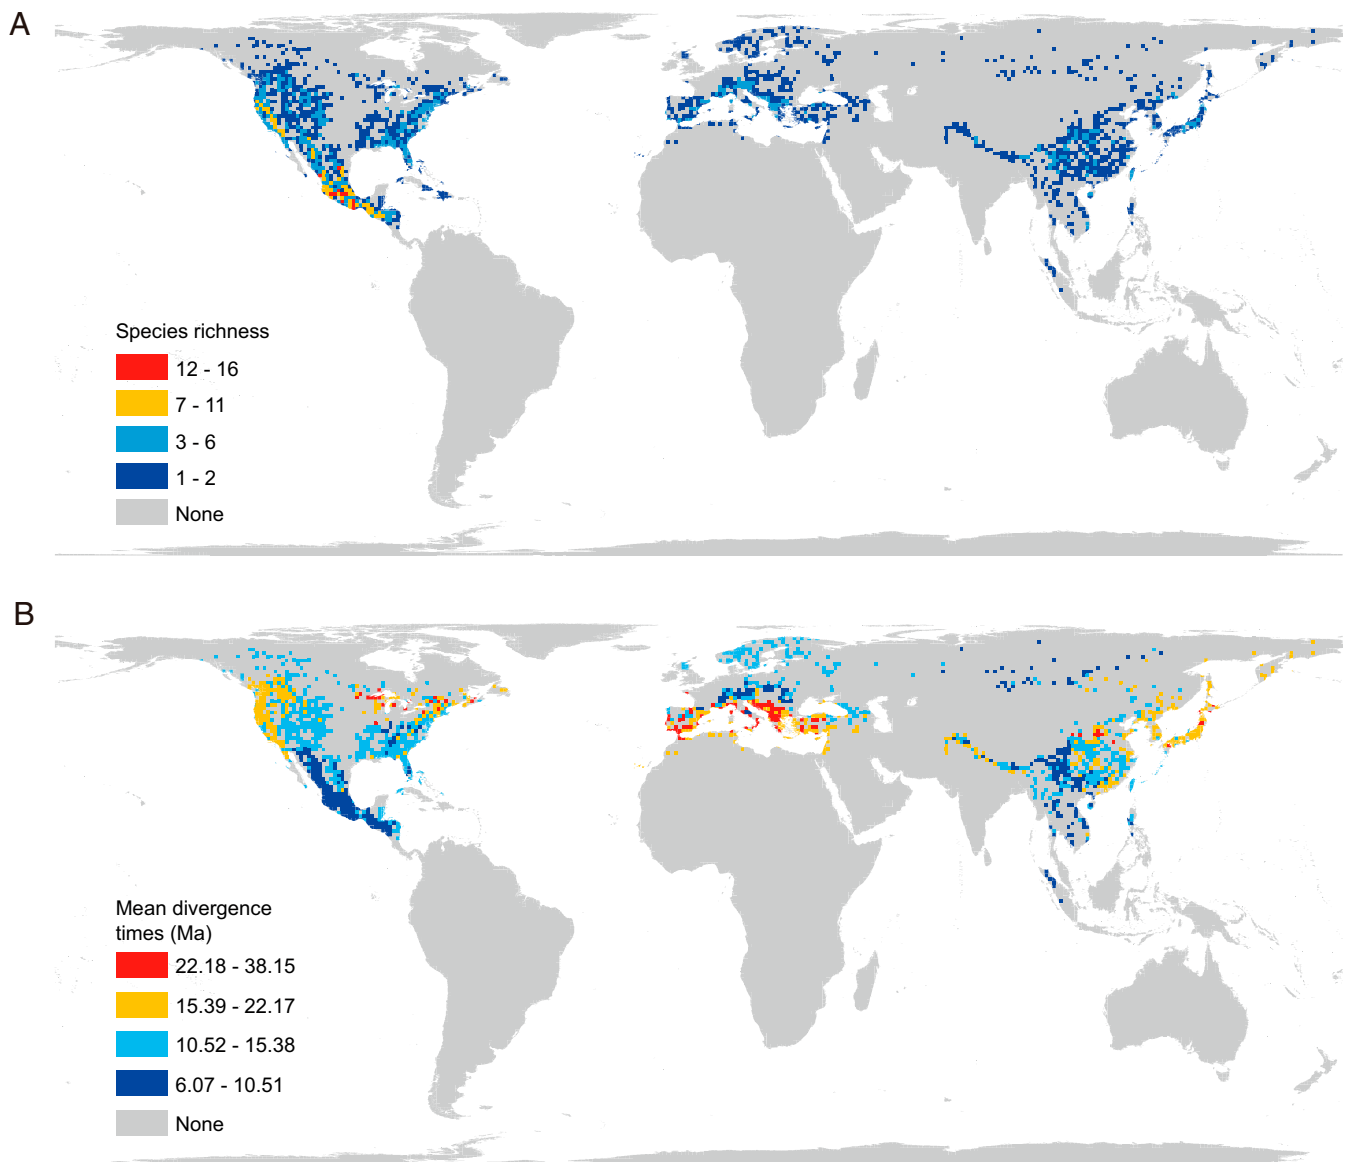 A
Species richness
12 - 16
7 - 11
3 - 6
1 - 2
None
B
Mean divergence
times (Ma)
22.18 - 38.15
15.39 - 22.17
10.52 - 15.38
6.07 - 10.51
None